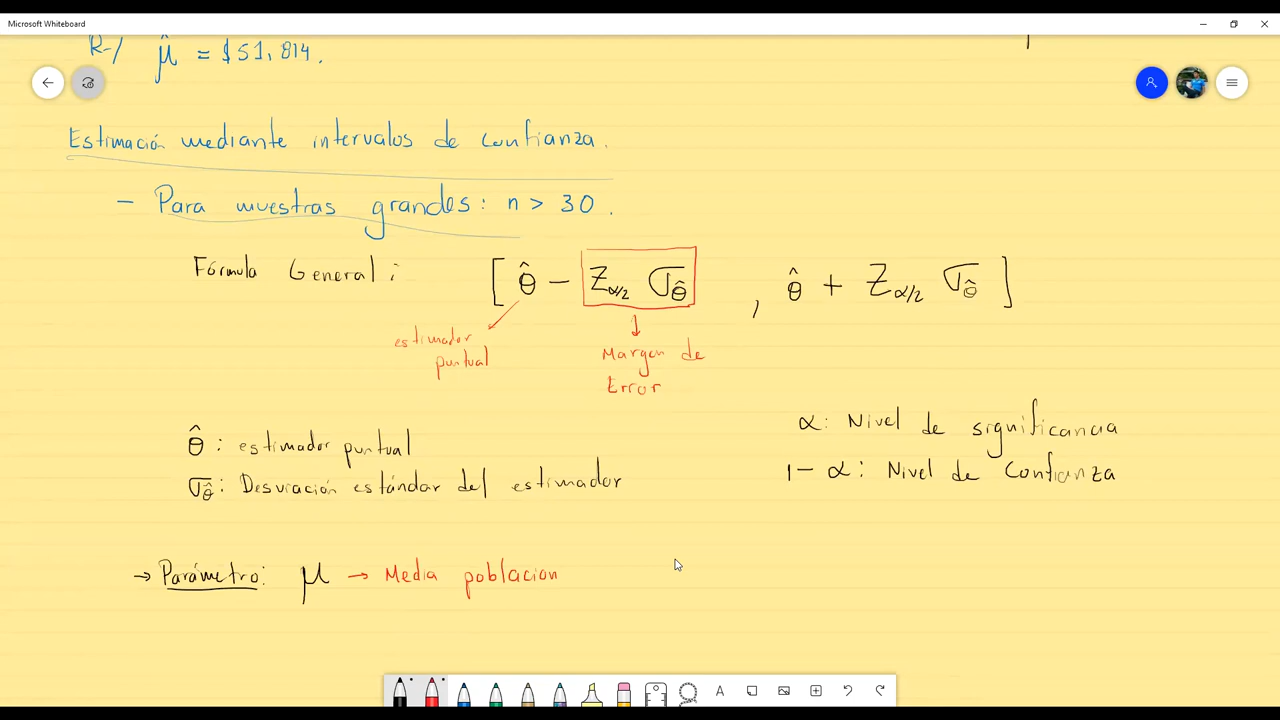 Microsoft Whiteboard
R-/ μ̂ = $51,814.
Estimación mediante intervalos de confianza.
- Para muestras grandes: n > 30.
Fórmula General: [ θ̂ - Zα/2 σθ̂ , θ̂ + Zα/2 σθ̂ ]
estimador puntual
Margen de Error
α: Nivel de significancia
1 - α: Nivel de Confianza
θ̂: estimador puntual
σθ̂: Desviación estándar del estimador
→ Parámetro: μ → Media poblacion
A